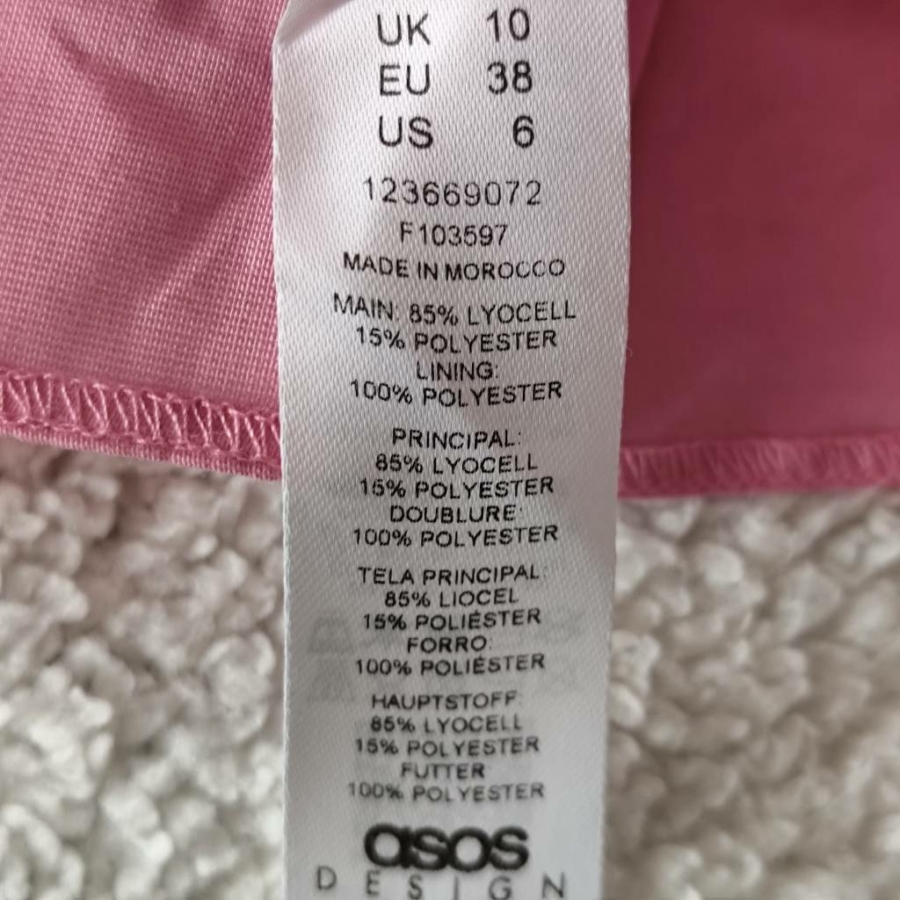 UK 10
EU 38
US 6
123669072
F103597
MADE IN MOROCCO
MAIN: 85% LYOCELL
15% POLYESTER
LINING:
100% POLYESTER
PRINCIPAL:
85% LYOCELL
15% POLYESTER
DOUBLURE:
100% POLYESTER
TELA PRINCIPAL:
85% LIOCEL
15% POLIÉSTER
FORRO:
100% POLIÉSTER
HAUPTSTOFF:
85% LYOCELL
15% POLYESTER
FUTTER
100% POLYESTER
asos
DESIGN